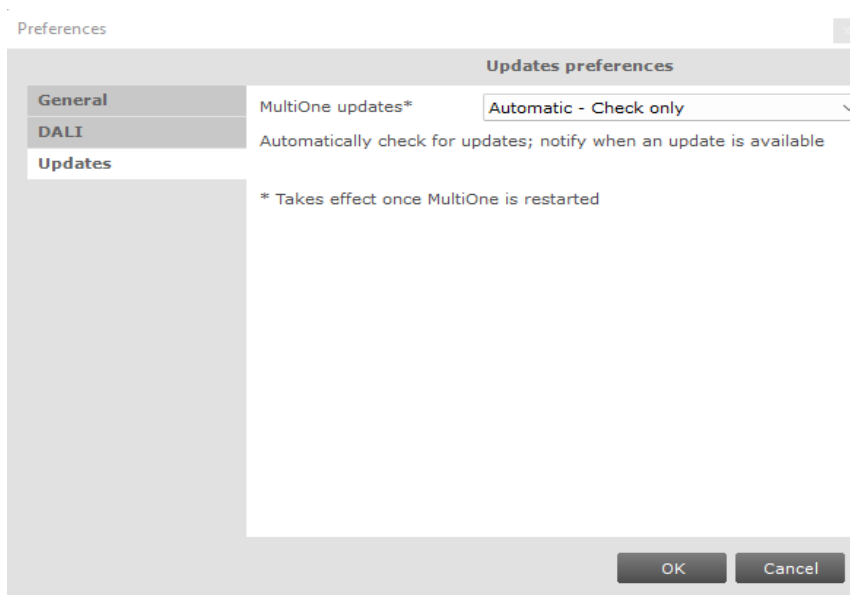 Preferences
Updates preferences
General
DALI
Updates
MultiOne updates*
Automatic - Check only
Automatically check for updates; notify when an update is available
* Takes effect once MultiOne is restarted
OK
Cancel